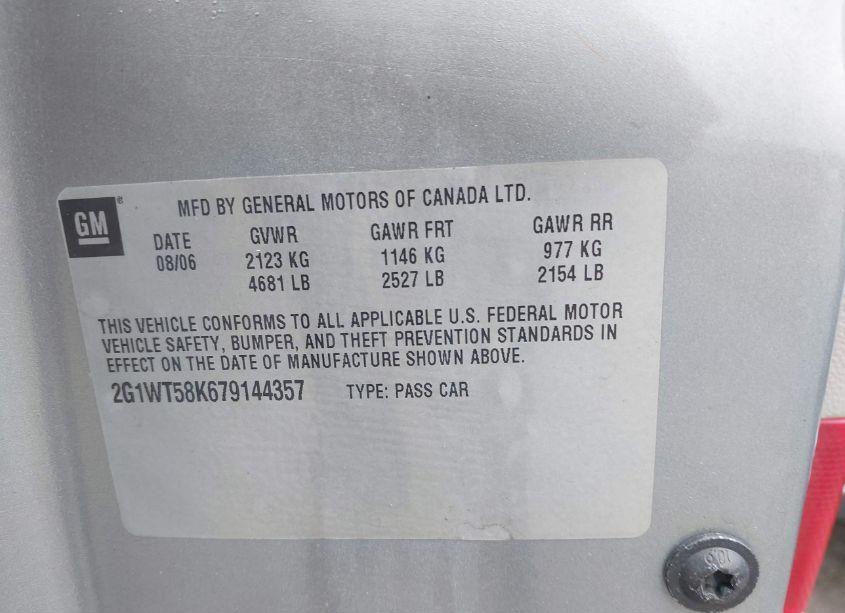 GM ®
MFD BY GENERAL MOTORS OF CANADA LTD.
DATE GVWR GAWR FRT GAWR RR
08/06 2123 KG 1146 KG 977 KG
4681 LB 2527 LB 2154 LB
THIS VEHICLE CONFORMS TO ALL APPLICABLE U.S. FEDERAL MOTOR
VEHICLE SAFETY, BUMPER, AND THEFT PREVENTION STANDARDS IN
EFFECT ON THE DATE OF MANUFACTURE SHOWN ABOVE.
2G1WT58K679144357 TYPE: PASS CAR
10.9